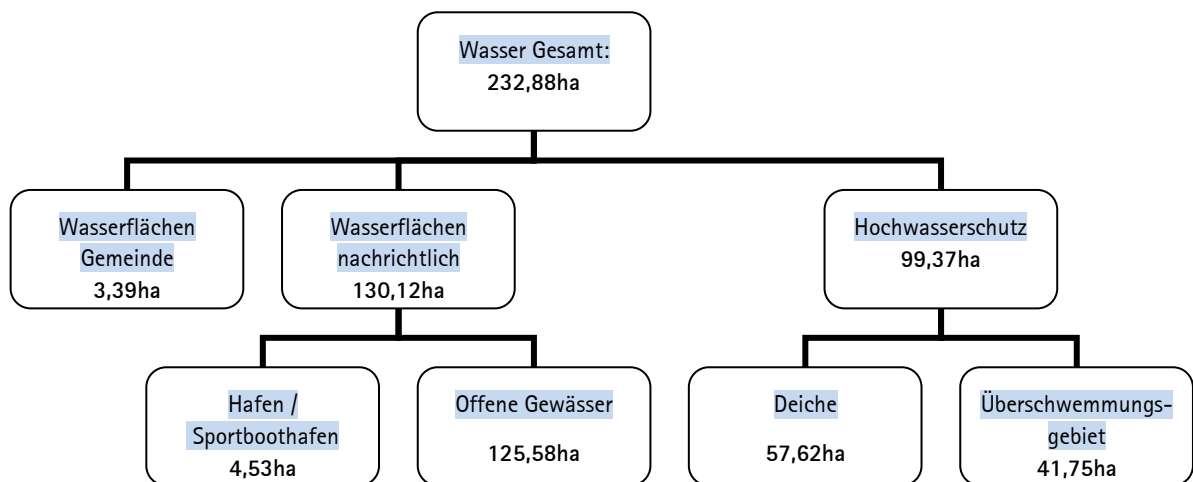 Wasser Gesamt:
232,88ha
Wasserflächen
Gemeinde
3,39ha
Wasserflächen
nachrichtlich
130,12ha
Hochwasserschutz
99,37ha
Hafen /
Sportboothafen
4,53ha
Offene Gewässer
125,58ha
Deiche
57,62ha
Überschwemmungs-
gebiet
41,75ha